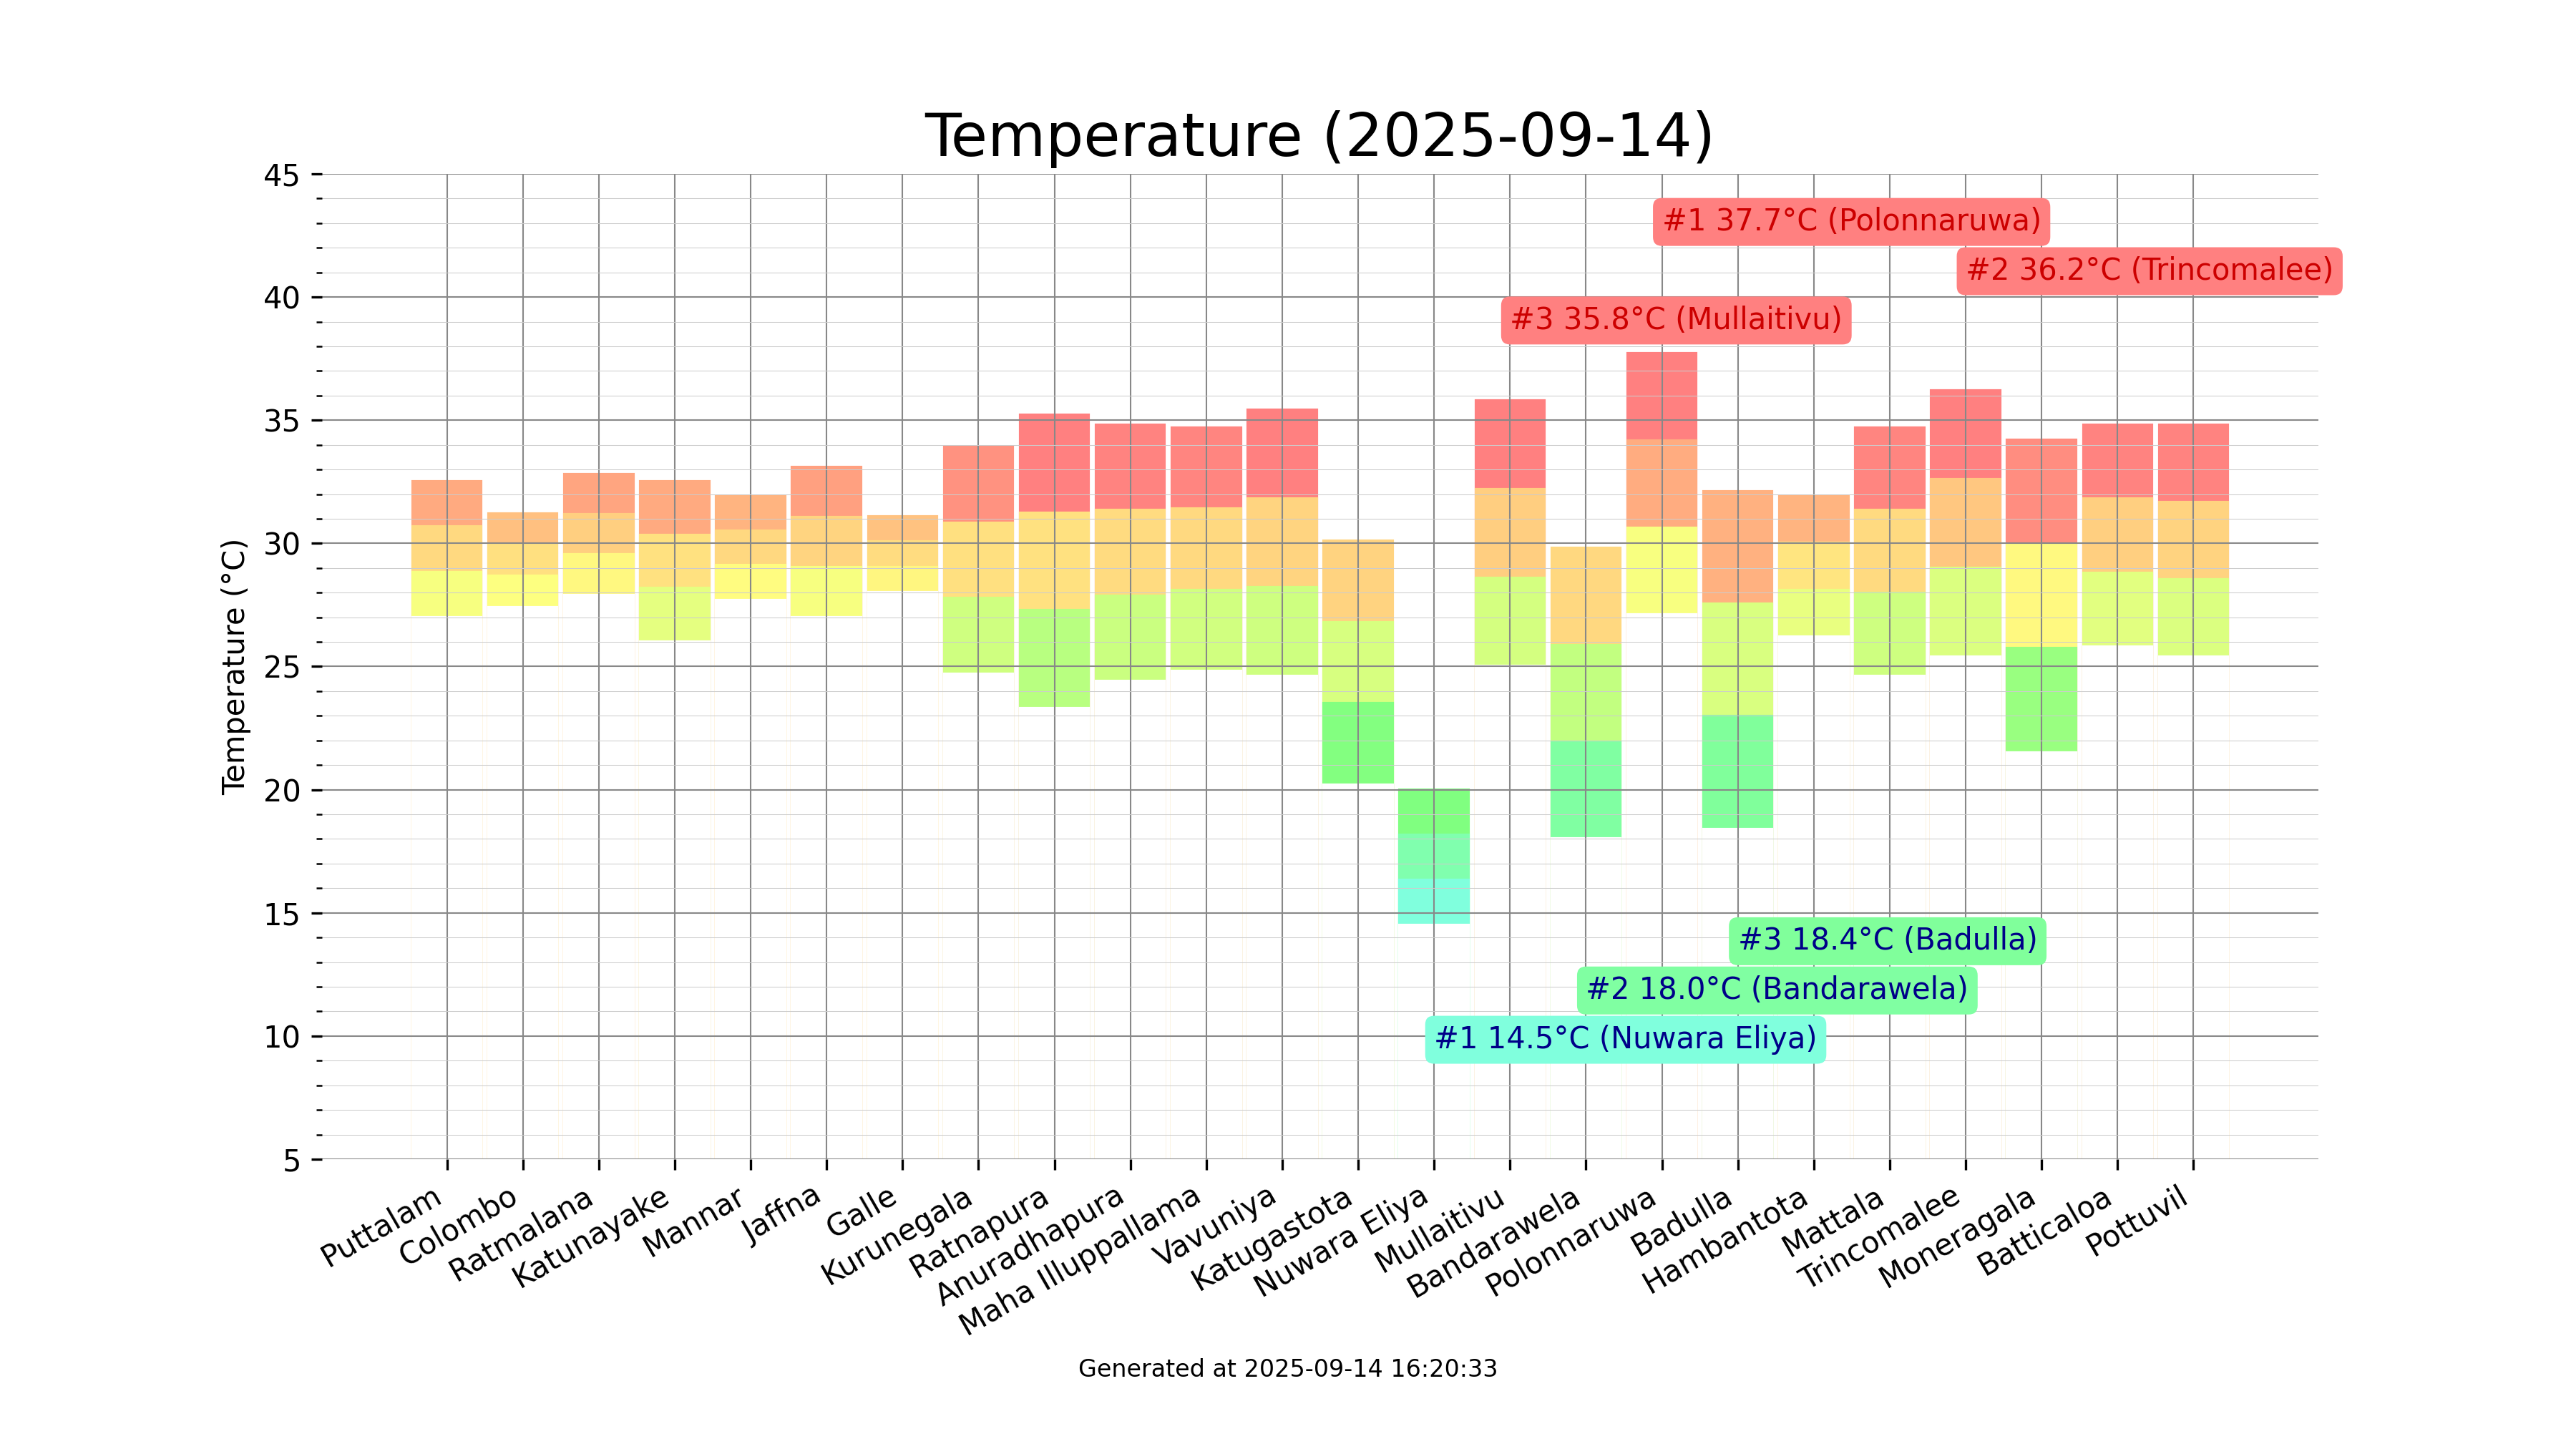 Temperature (2025-09-14)
45
40
35
30
25
20
15
10
5
Temperature (°C)
#1 37.7°C (Polonnaruwa)
#2 36.2°C (Trincomalee)
#3 35.8°C (Mullaitivu)
#3 18.4°C (Badulla)
#2 18.0°C (Bandarawela)
#1 14.5°C (Nuwara Eliya)
Puttalam
Colombo
Ratmalana
Katunayake
Mannar
Jaffna
Galle
Kurunegala
Ratnapura
Anuradhapura
Maha Illuppallama
Vavuniya
Katugastota
Nuwara Eliya
Mullaitivu
Bandarawela
Polonnaruwa
Badulla
Hambantota
Mattala
Trincomalee
Moneragala
Batticaloa
Pottuvil
Generated at 2025-09-14 16:20:33